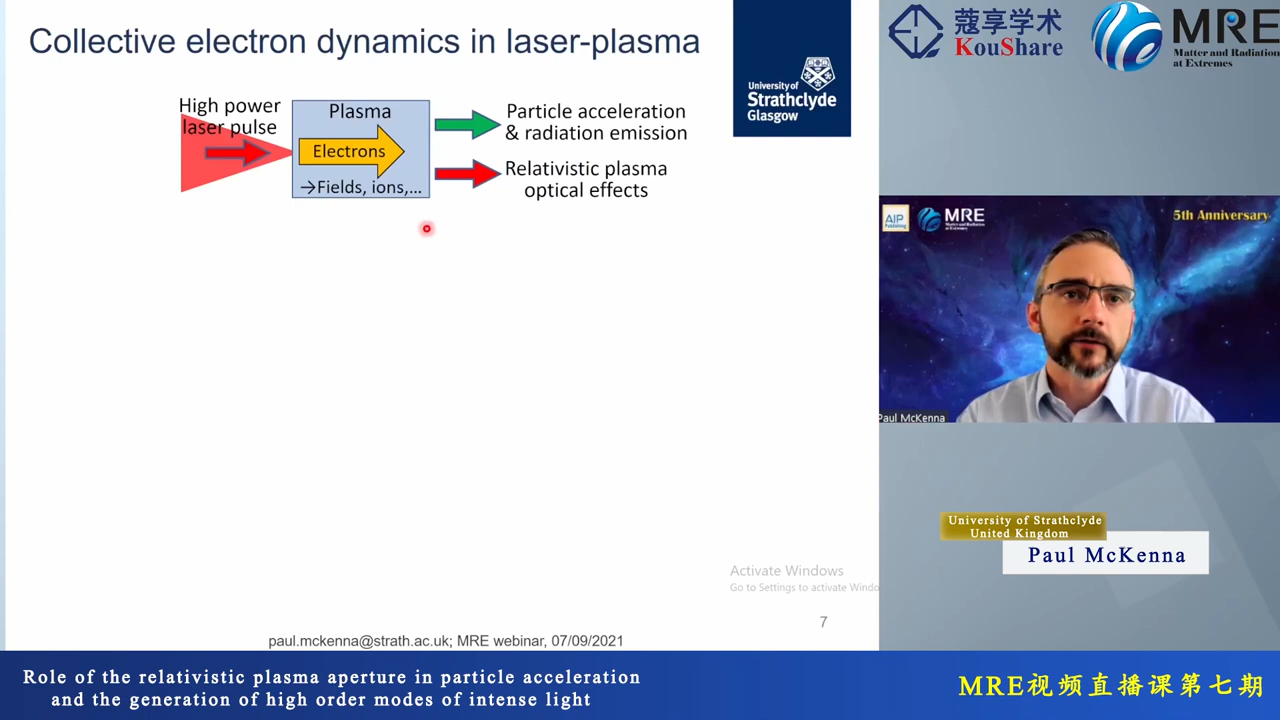 Collective electron dynamics in laser-plasma
High power
laser pulse
Plasma
Electrons
→Fields, ions,...
Particle acceleration
& radiation emission
Relativistic plasma
optical effects
University of
Strathclyde
Glasgow
蔻享学术
KouShare
MRE
Matter and Radiation
at Extremes
AIP
Publishing
MRE
Matter and Radiation
at Extremes
5th Anniversary
Paul McKenna
University of Strathclyde
United Kingdom
Paul McKenna
Activate Windows
Go to Settings to activate Windo
7
paul.mckenna@strath.ac.uk; MRE webinar, 07/09/2021
Role of the relativistic plasma aperture in particle acceleration
and the generation of high order modes of intense light
MRE视频直播课第七期